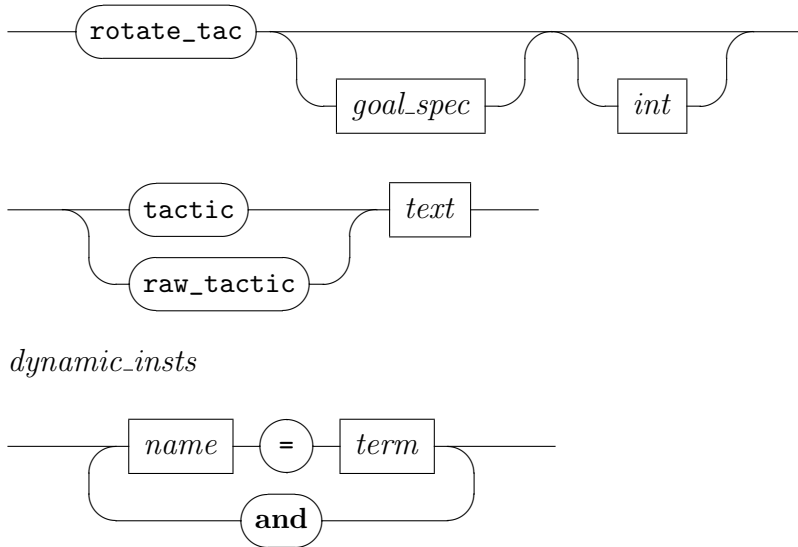 rotate_tac
goal_spec int
tactic text
raw_tactic
dynamic_insts
name = term
and